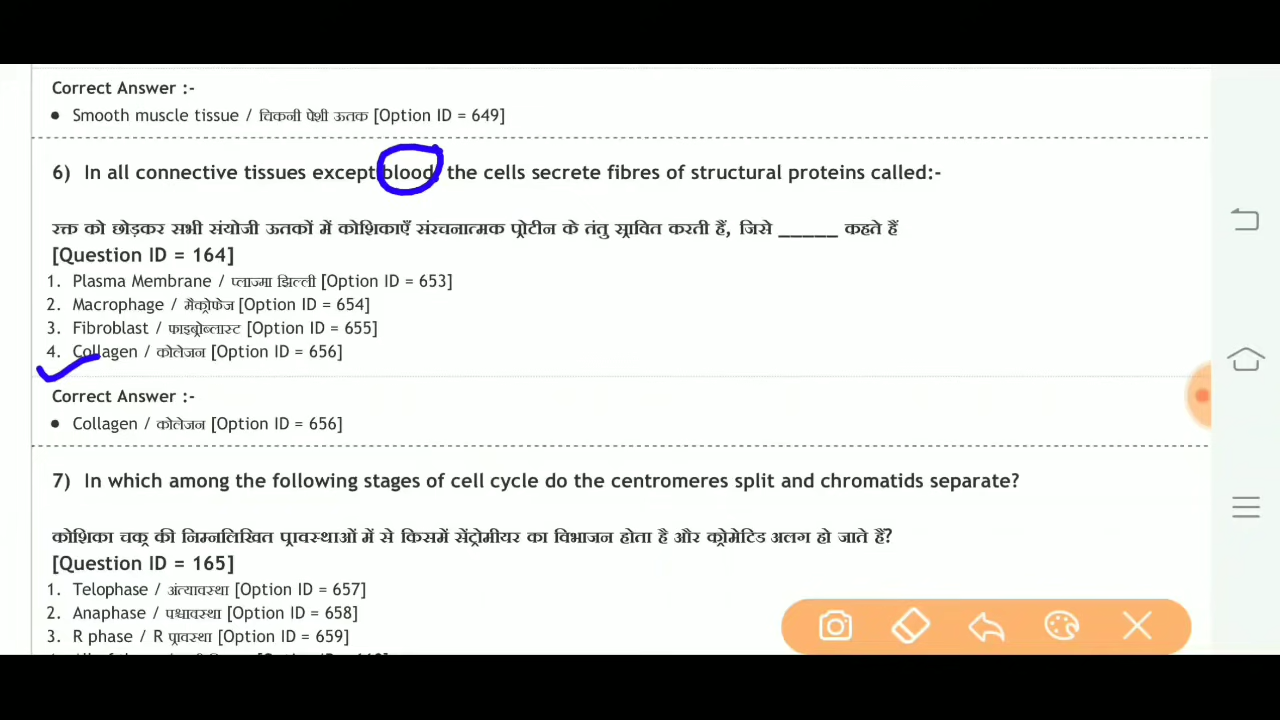 Correct Answer :-
• Smooth muscle tissue / चिकनी पेशी ऊतक [Option ID = 649]
6) In all connective tissues except blood, the cells secrete fibres of structural proteins called:-
रक्त को छोड़कर सभी संयोजी ऊतकों में कोशिकाएँ संरचनात्मक प्रोटीन के तंतु स्रावित करती हैं, जिसे _____ कहते हैं
[Question ID = 164]
1. Plasma Membrane / प्लाज्मा झिल्ली [Option ID = 653]
2. Macrophage / मैक्रोफेज [Option ID = 654]
3. Fibroblast / फाइब्रोब्लास्ट [Option ID = 655]
4. Collagen / कोलेजन [Option ID = 656]
Correct Answer :-
• Collagen / कोलेजन [Option ID = 656]
7) In which among the following stages of cell cycle do the centromeres split and chromatids separate?
कोशिका चक्र की निम्नलिखित प्रावस्थाओं में से किसमें सेंट्रोमीयर का विभाजन होता है और क्रोमेटिड अलग हो जाते हैं?
[Question ID = 165]
1. Telophase / अंत्यावस्था [Option ID = 657]
2. Anaphase / पश्चावस्था [Option ID = 658]
3. R phase / R प्रावस्था [Option ID = 659]